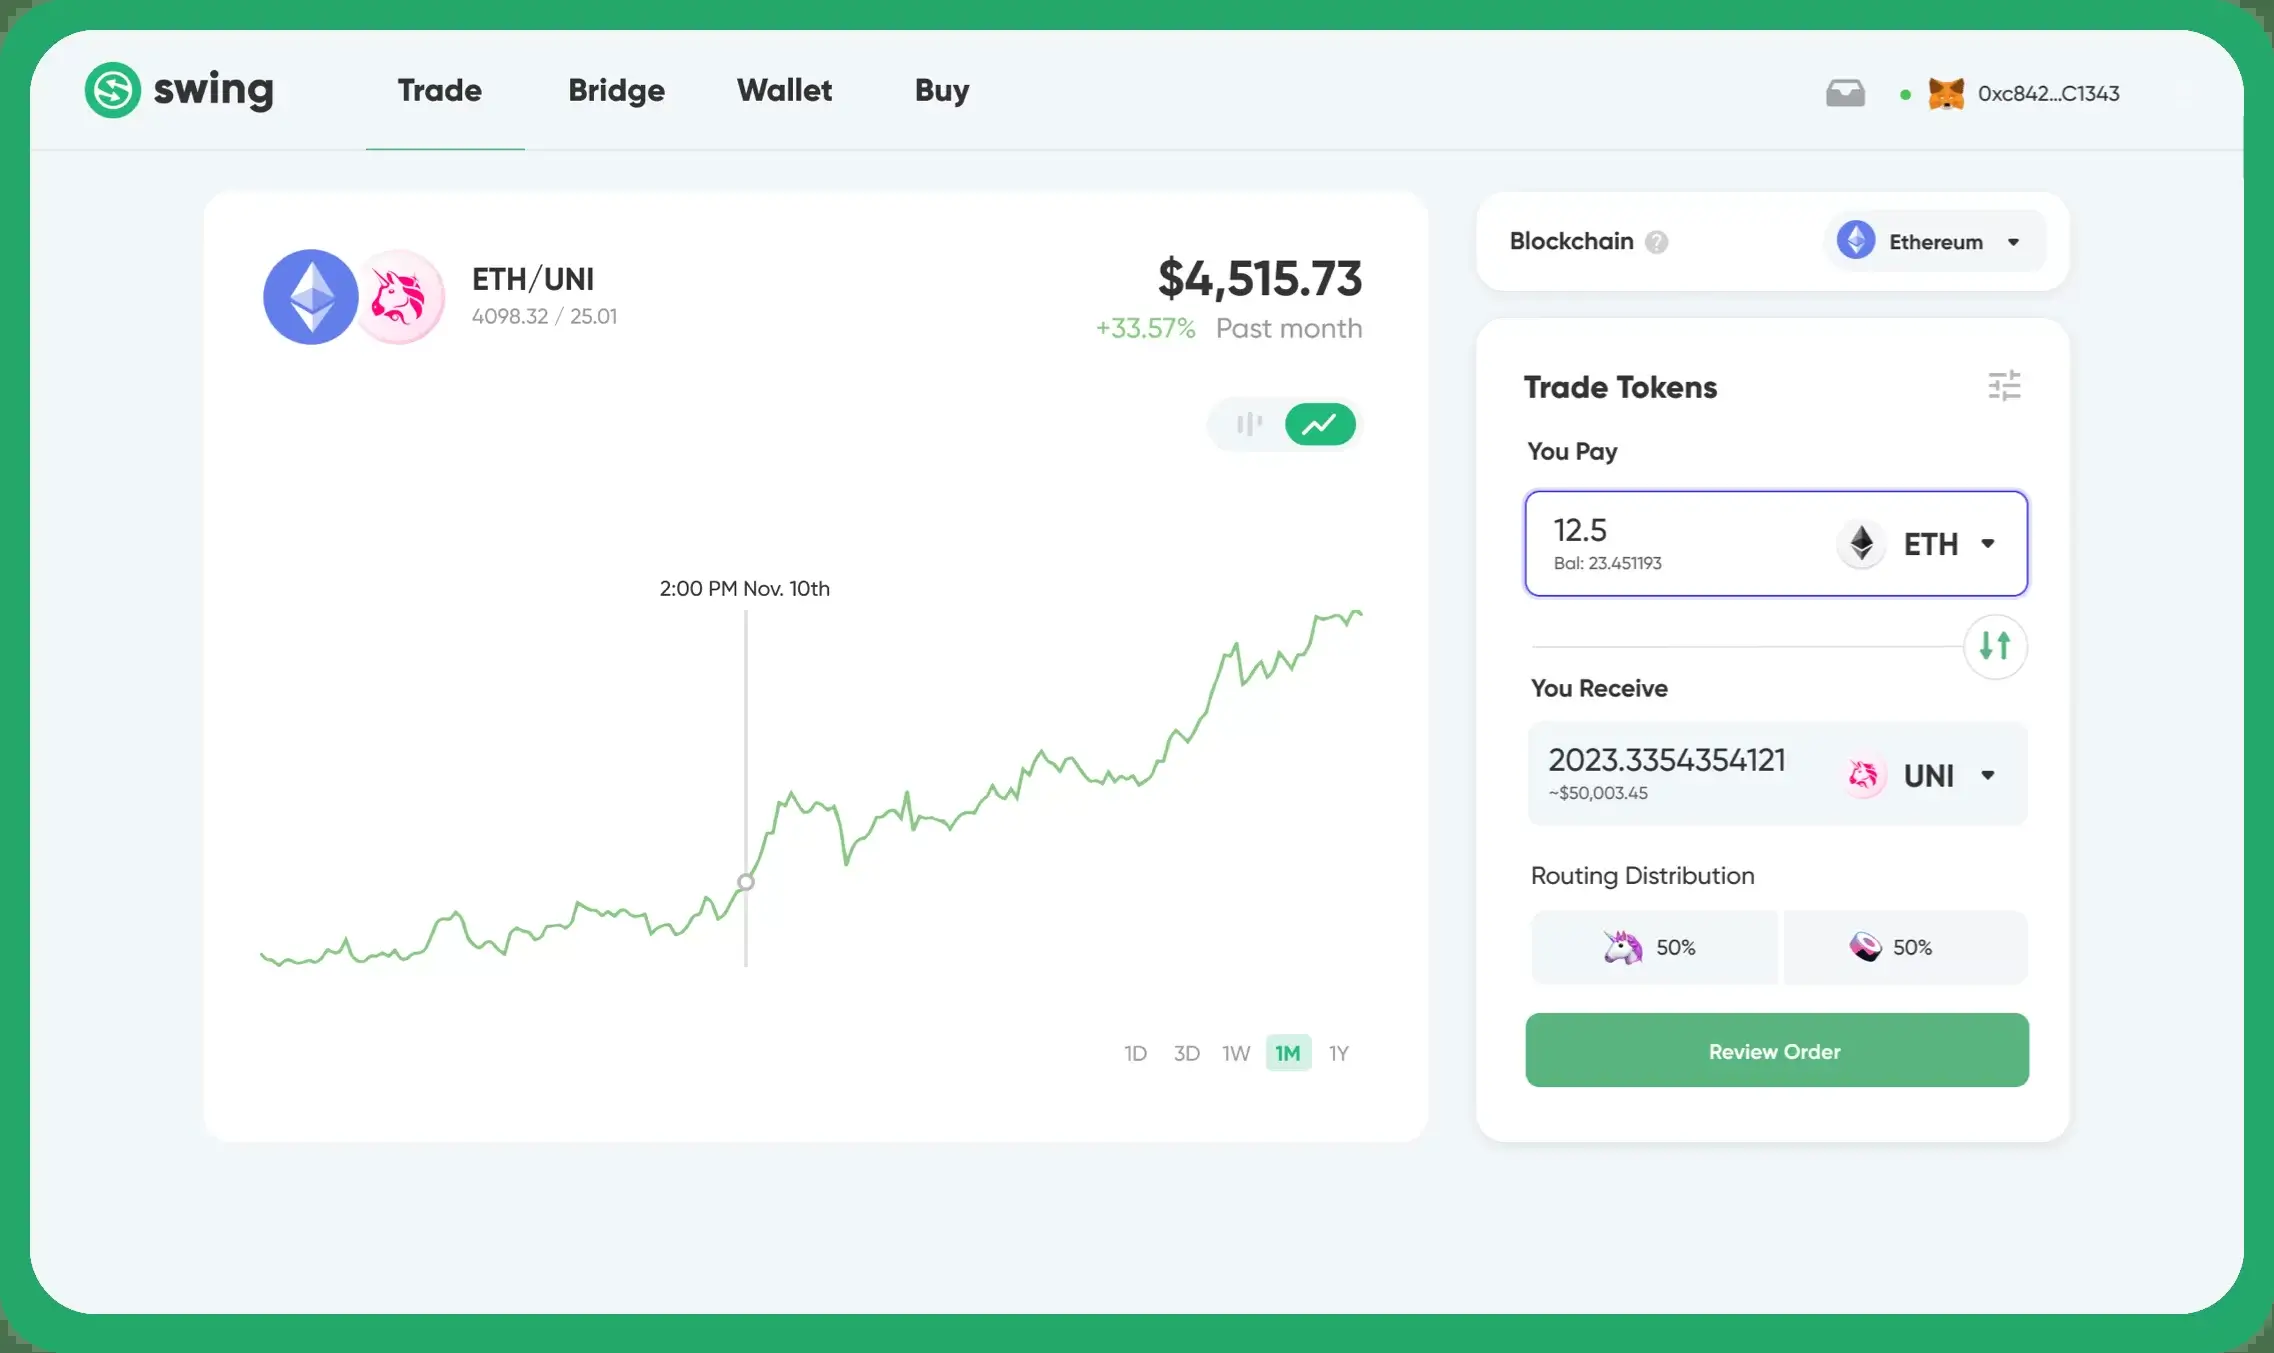 swing
Trade
Bridge
Wallet
Buy
0xc842...C1343
ETH/UNI
4098.32 / 25.01
$4,515.73
+33.57% Past month
2:00 PM Nov. 10th
1D 3D 1W 1M 1Y
Blockchain ?
Ethereum
Trade Tokens
You Pay
12.5
Bal: 23.451193
ETH
You Receive
2023.3354354121
~$50,003.45
UNI
Routing Distribution
50% 50%
Review Order